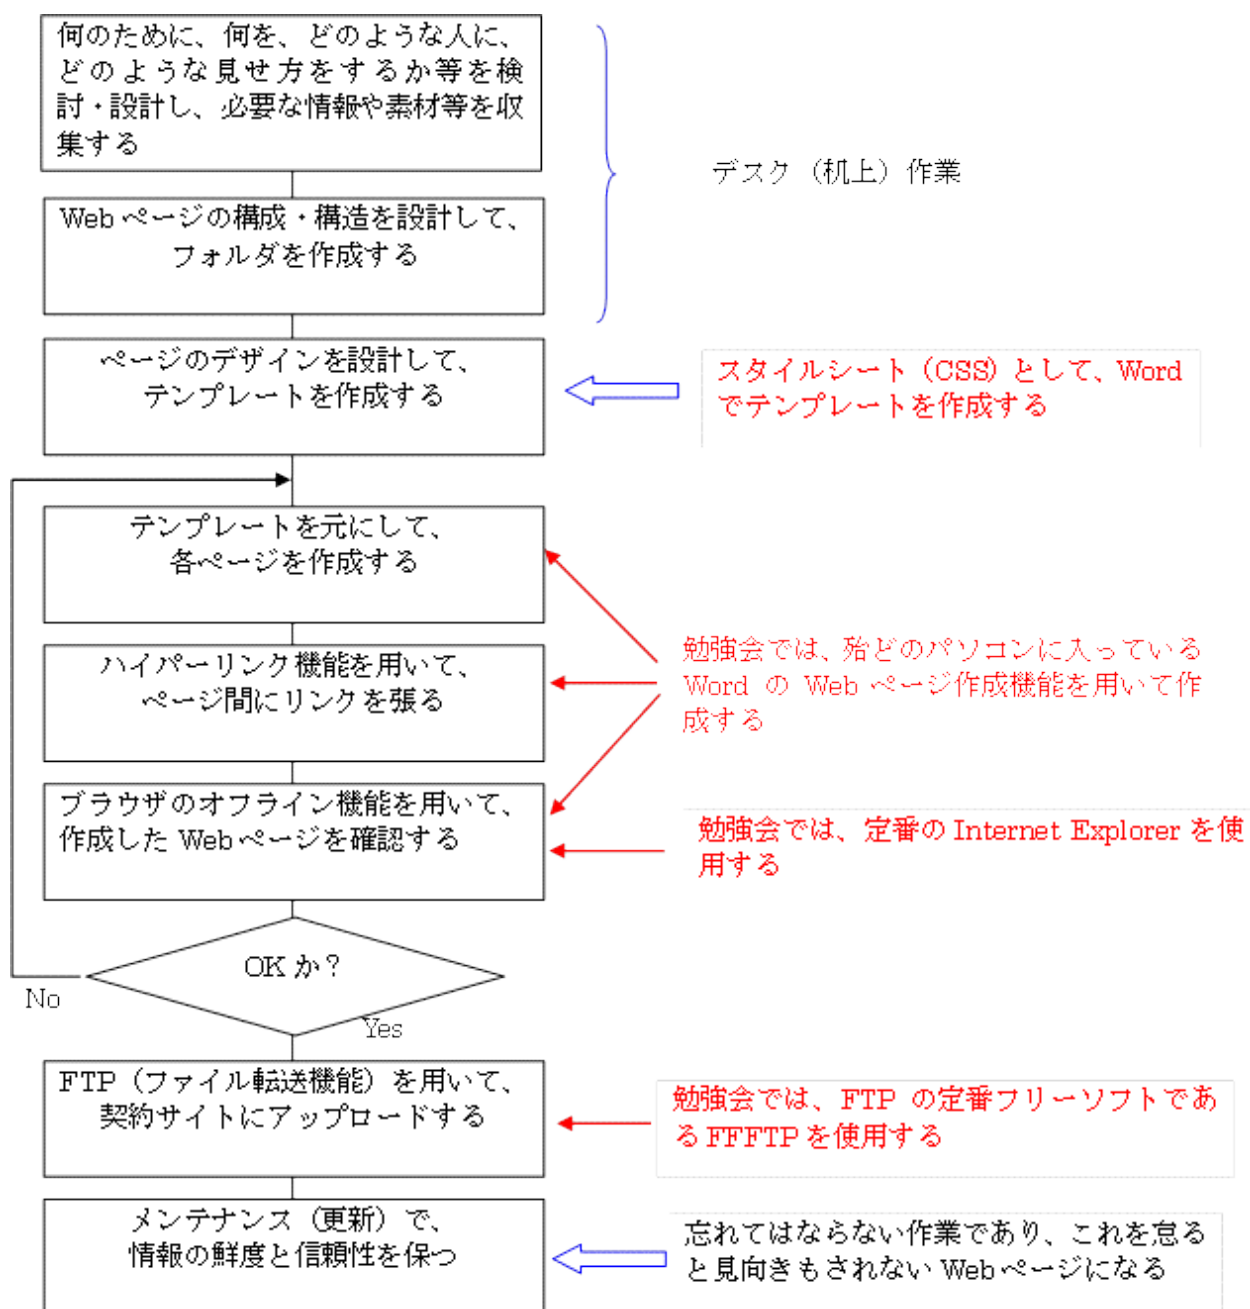 何のために、何を、どのような人に、
どのような見せ方をするか等を検
討・設計し、必要な情報や素材等を収
集する
デスク（机上）作業
Webページの構成・構造を設計して、
フォルダを作成する
ページのデザインを設計して、
テンプレートを作成する
スタイルシート（CSS）として、Word
でテンプレートを作成する
テンプレートを元にして、
各ページを作成する
勉強会では、殆どのパソコンに入っている
Word の Web ページ作成機能を用いて作
成する
ハイパーリンク機能を用いて、
ページ間にリンクを張る
ブラウザのオフライン機能を用いて、
作成した Webページを確認する
勉強会では、定番の Internet Explorer を使
用する
OK か？
No
Yes
FTP（ファイル転送機能）を用いて、
契約サイトにアップロードする
勉強会では、FTP の定番フリーソフトであ
る FFFTP を使用する
メンテナンス（更新）で、
情報の鮮度と信頼性を保つ
忘れてはならない作業であり、これを怠る
と見向きもされない Webページになる